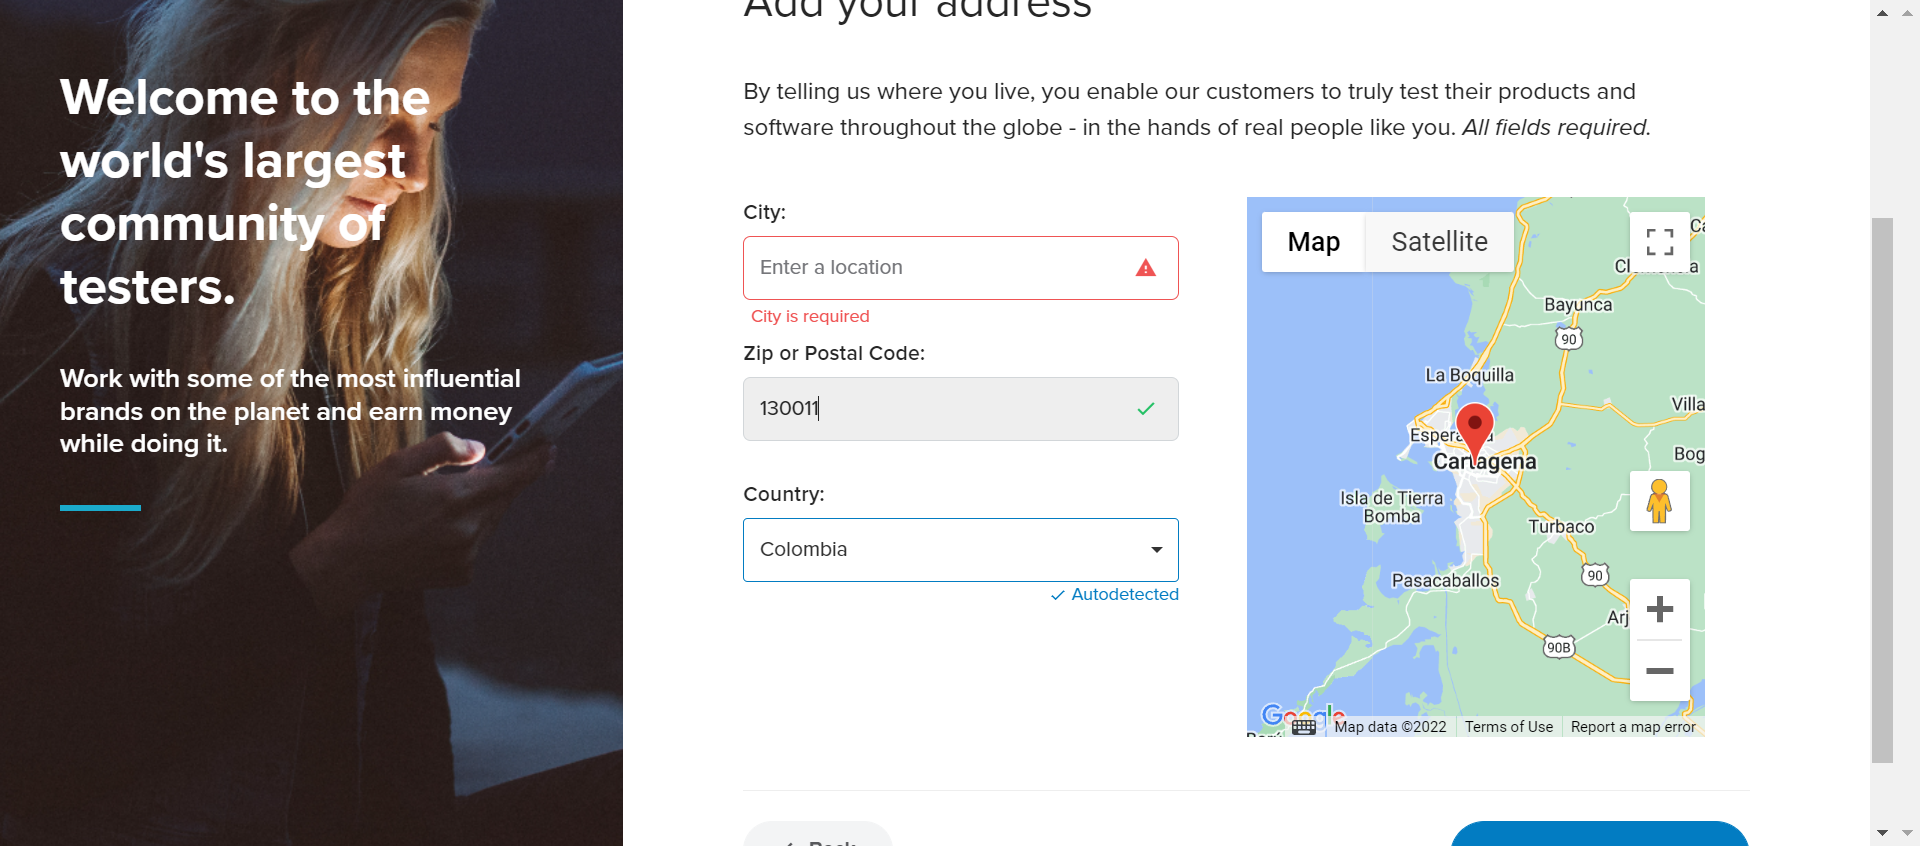 Welcome to the
world's largest
community of
testers.
Work with some of the most influential
brands on the planet and earn money
while doing it.
Add your address
By telling us where you live, you enable our customers to truly test their products and
software throughout the globe - in the hands of real people like you. All fields required.
City:
Enter a location
City is required
Zip or Postal Code:
130011
Country:
Colombia
Autodetected
Map
Satellite
Bayunca
90
La Boquilla
Villa
Cartagena
Bog
Isla de Tierra
Bomba
Turbaco
90
Pasacaballos
Arj
90B
Google
Map data ©2022
Terms of Use
Report a map error
Back